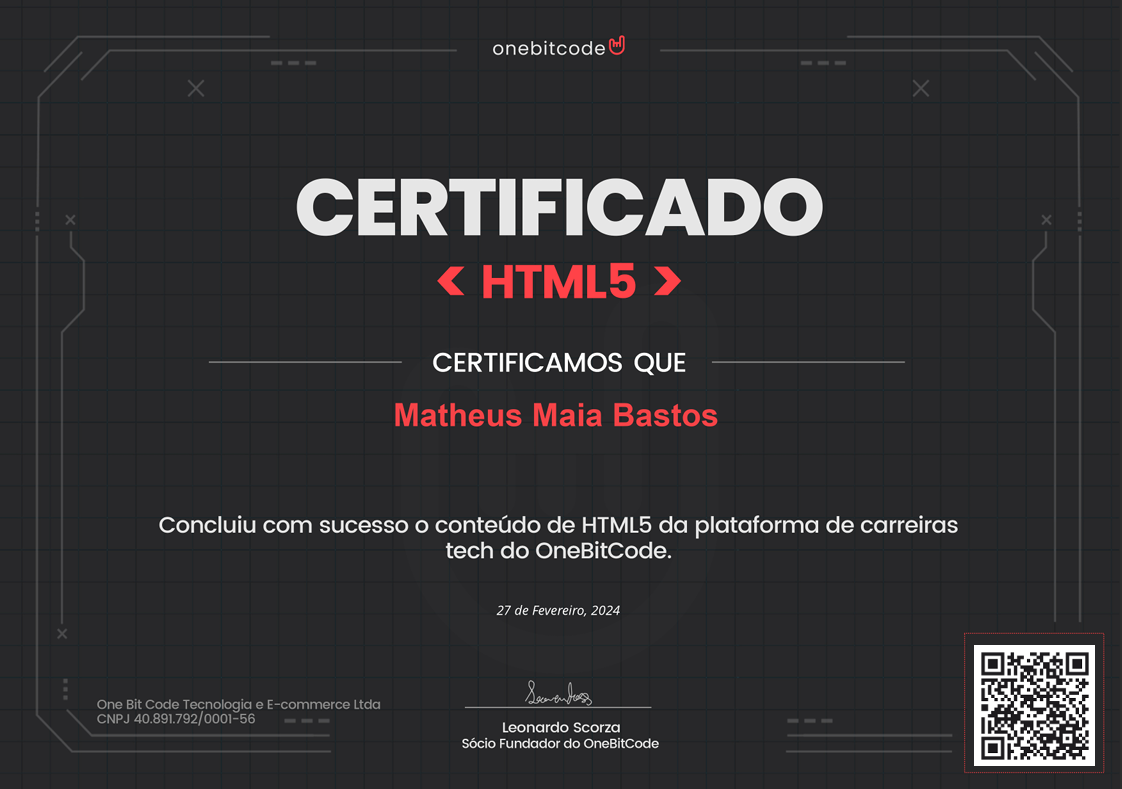 onebitcode
CERTIFICADO
< HTML5 >
CERTIFICAMOS QUE
Matheus Maia Bastos
Concluiu com sucesso o conteúdo de HTML5 da plataforma de carreiras
tech do OneBitCode.
27 de Fevereiro, 2024
One Bit Code Tecnologia e E-commerce Ltda
CNPJ 40.891.792/0001-56
Leonardo Scorza
Sócio Fundador do OneBitCode